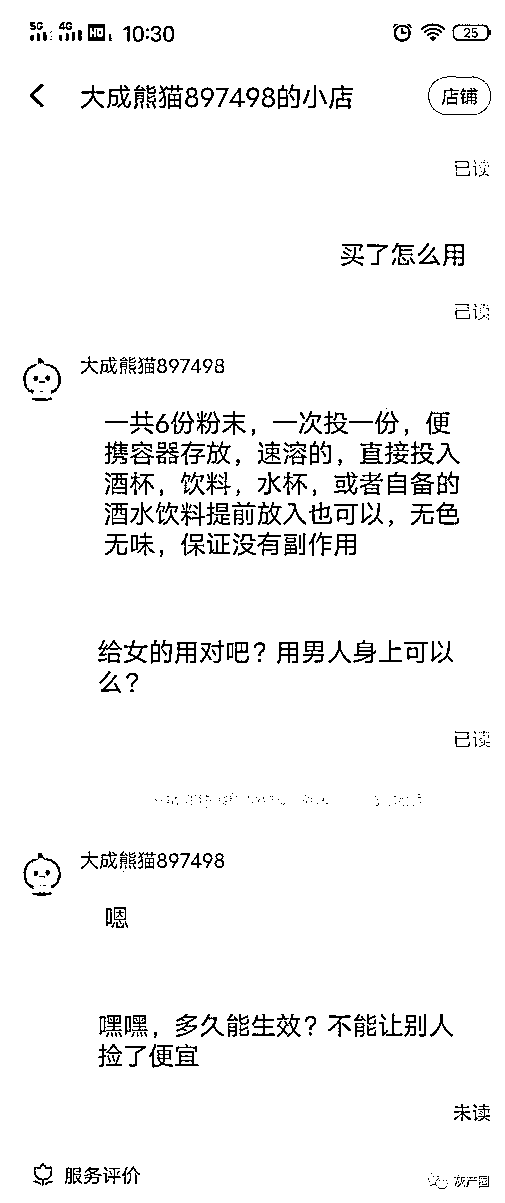 5G 4G HD 10:30 25
大成熊猫897498的小店 店铺
已读
买了怎么用
已读
大成熊猫897498
一共6份粉末，一次投一份，便
携容器存放，速溶的，直接投入
酒杯，饮料，水杯，或者自备的
酒水饮料提前放入也可以，无色
无味，保证没有副作用
给女的用对吧？用男人身上可以
么？
已读
大成熊猫897498
嗯
嘿嘿，多久能生效？不能让别人
捡了便宜
未读
服务评价
灰产圈